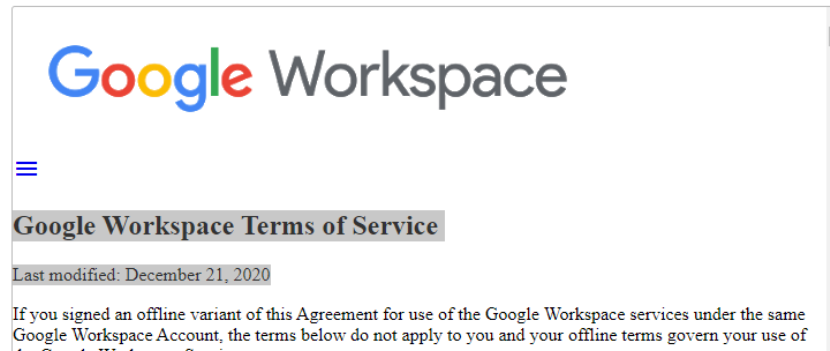 Google Workspace
Google Workspace Terms of Service
Last modified: December 21, 2020
If you signed an offline variant of this Agreement for use of the Google Workspace services under the same
Google Workspace Account, the terms below do not apply to you and your offline terms govern your use of